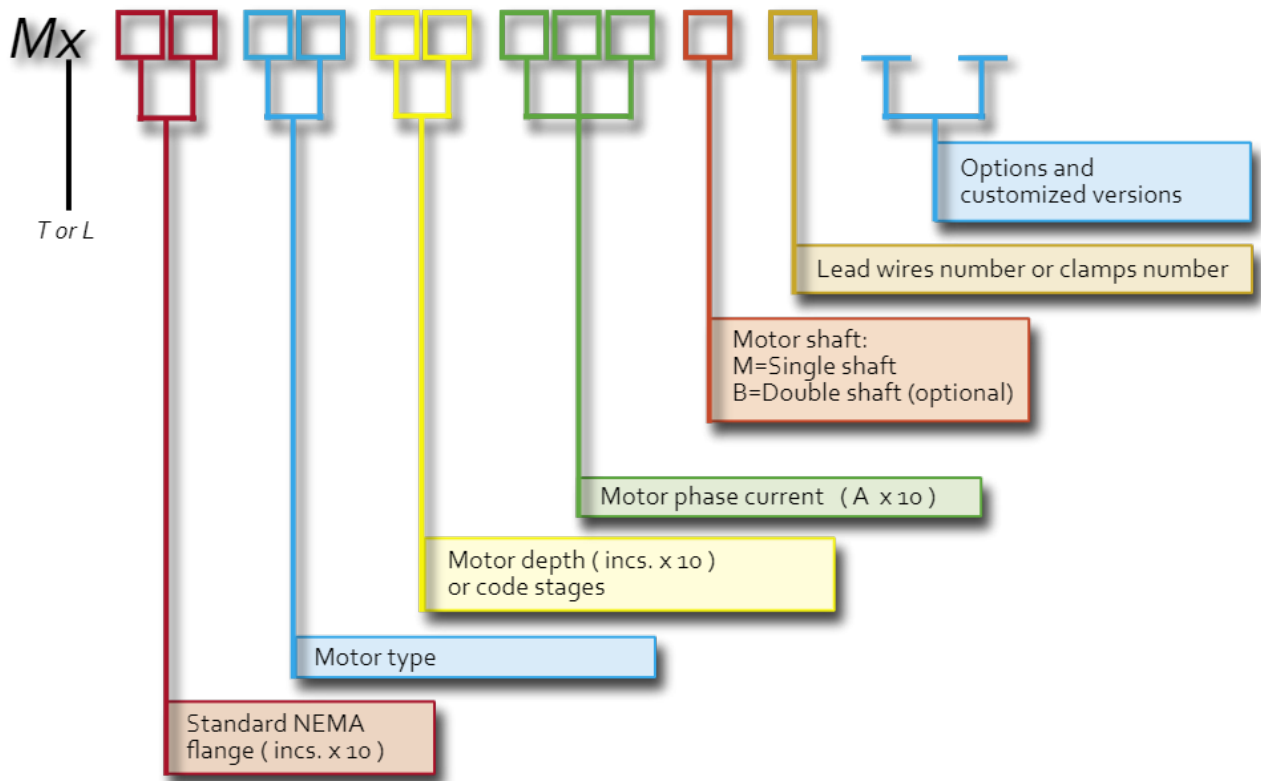 Mx
T or L
Options and
customized versions
Lead wires number or clamps number
Motor shaft:
M=Single shaft
B=Double shaft (optional)
Motor phase current ( A x 10 )
Motor depth ( incs. x 10 )
or code stages
Motor type
Standard NEMA
flange ( incs. x 10 )